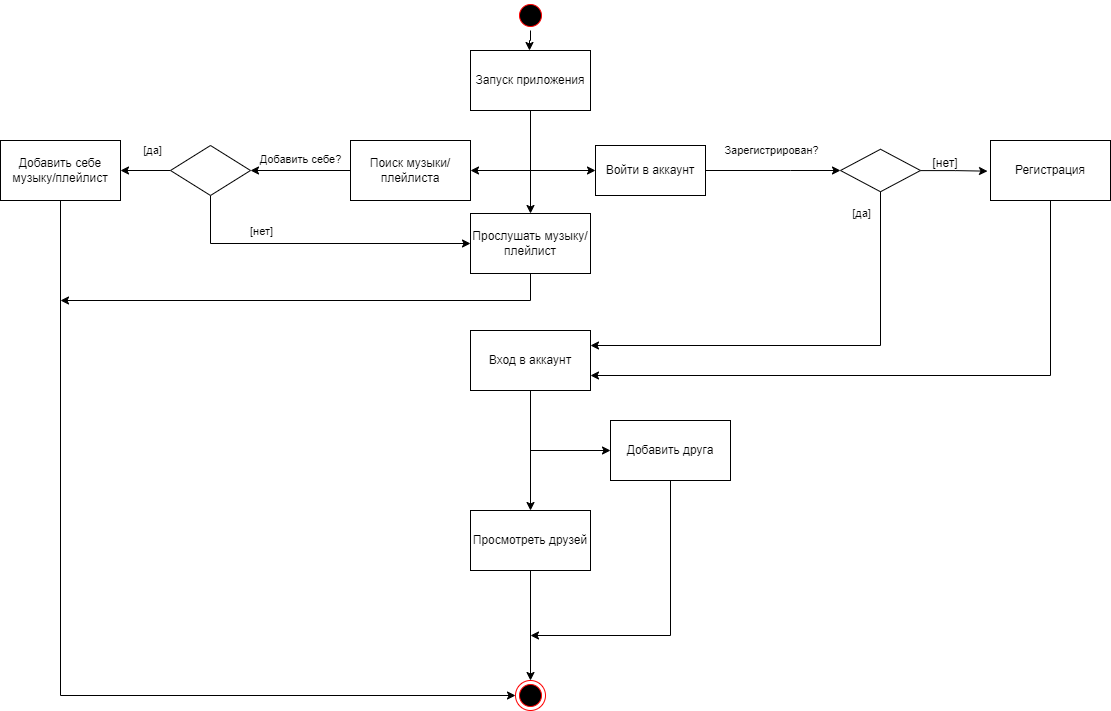 Запуск приложения
Добавить себе
музыку/плейлист
[да]
Добавить себе?
Поиск музыки/
плейлиста
Войти в аккаунт
Зарегистрирован?
[нет]
Регистрация
[да]
[нет]
Прослушать музыку/
плейлист
Вход в аккаунт
Добавить друга
Просмотреть друзей